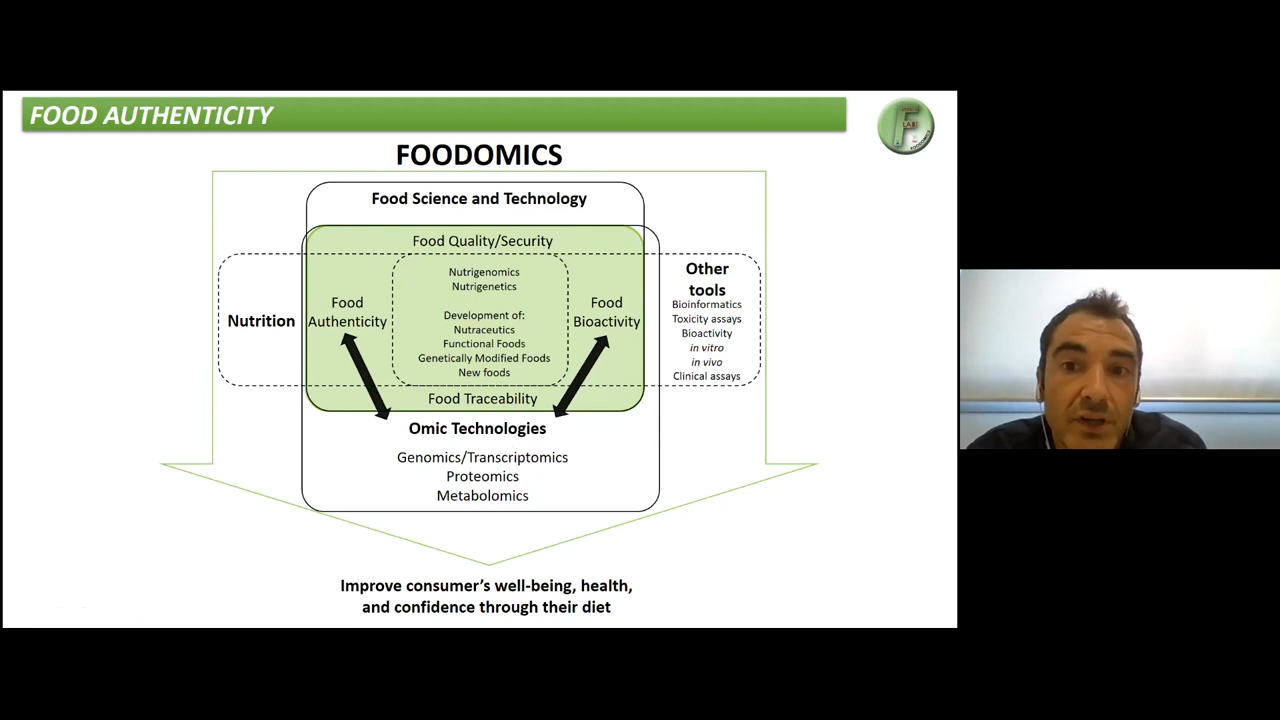 FOOD AUTHENTICITY
LAB
FOODOMICS
FOODOMICS
Food Science and Technology
Food Quality/Security
Nutrigenomics
Nutrigenetics
Development of:
Nutraceutics
Functional Foods
Genetically Modified Foods
New foods
Nutrition
Food
Authenticity
Food
Bioactivity
Other
tools
Bioinformatics
Toxicity assays
Bioactivity
in vitro
in vivo
Clinical assays
Food Traceability
Omic Technologies
Genomics/Transcriptomics
Proteomics
Metabolomics
Improve consumer's well-being, health,
and confidence through their diet